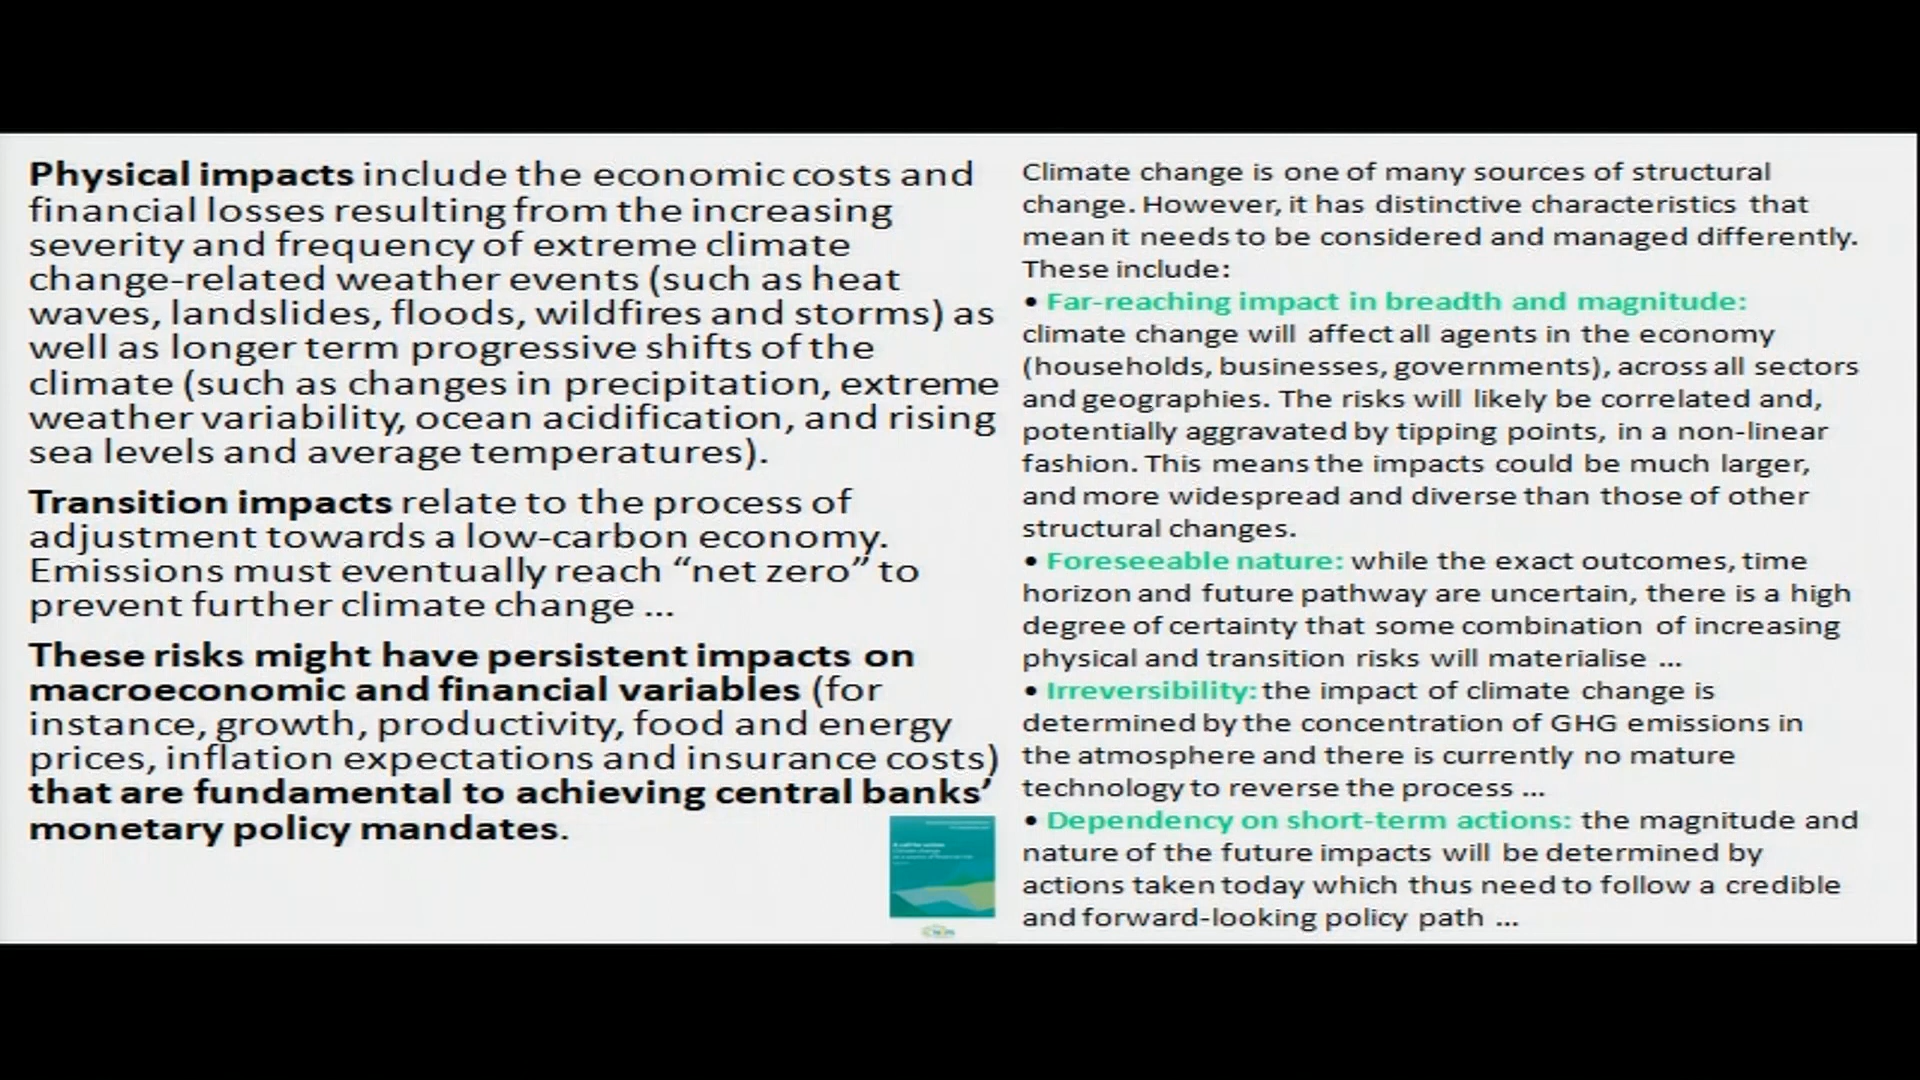 Physical impacts include the economic costs and
financial losses resulting from the increasing
severity and frequency of extreme climate
change-related weather events (such as heat
waves, landslides, floods, wildfires and storms) as
well as longer term progressive shifts of the
climate (such as changes in precipitation, extreme
weather variability, ocean acidification, and rising
sea levels and average temperatures).
Transition impacts relate to the process of
adjustment towards a low-carbon economy.
Emissions must eventually reach “net zero” to
prevent further climate change ...
These risks might have persistent impacts on
macroeconomic and financial variables (for
instance, growth, productivity, food and energy
prices, inflation expectations and insurance costs)
that are fundamental to achieving central banks’
monetary policy mandates.
Climate change is one of many sources of structural
change. However, it has distinctive characteristics that
mean it needs to be considered and managed differently.
These include:
• Far-reaching impact in breadth and magnitude:
climate change will affect all agents in the economy
(households, businesses, governments), across all sectors
and geographies. The risks will likely be correlated and,
potentially aggravated by tipping points, in a non-linear
fashion. This means the impacts could be much larger,
and more widespread and diverse than those of other
structural changes.
• Foreseeable nature: while the exact outcomes, time
horizon and future pathway are uncertain, there is a high
degree of certainty that some combination of increasing
physical and transition risks will materialise ...
• Irreversibility: the impact of climate change is
determined by the concentration of GHG emissions in
the atmosphere and there is currently no mature
technology to reverse the process ...
• Dependency on short-term actions: the magnitude and
nature of the future impacts will be determined by
actions taken today which thus need to follow a credible
and forward-looking policy path ...